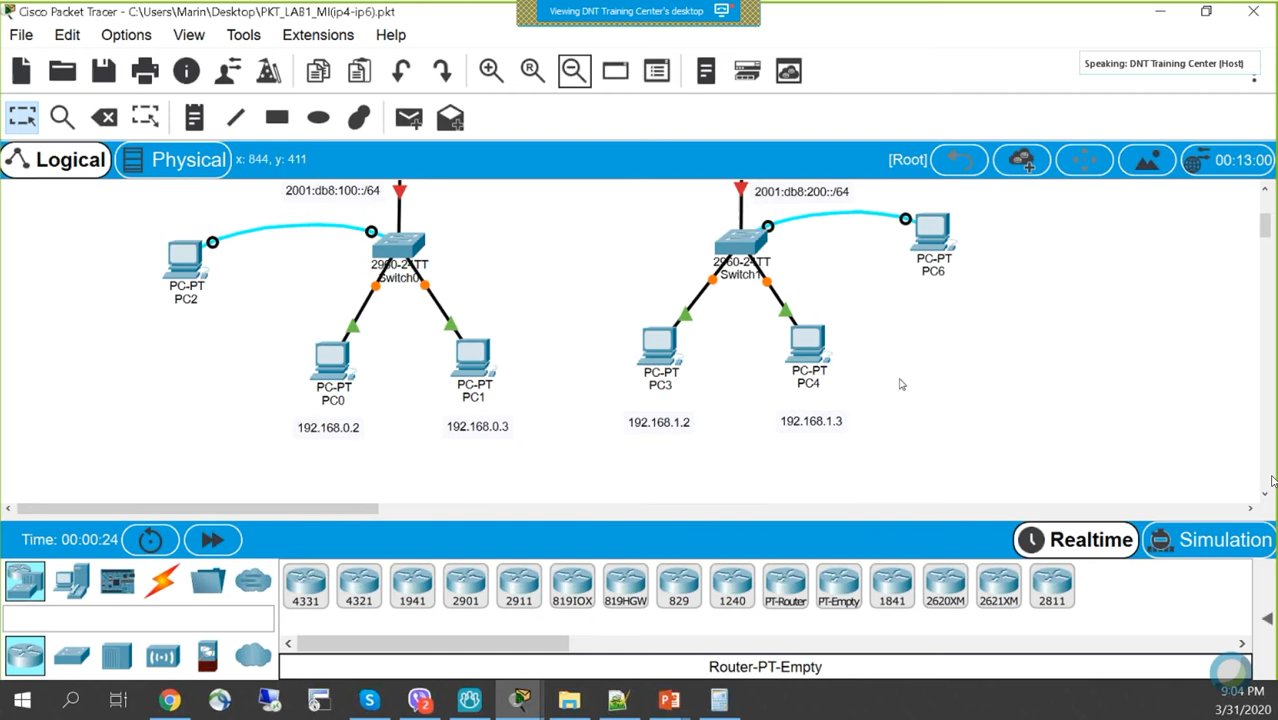 Cisco Packet Tracer - C:\Users\Marin\Desktop\PKT_LAB1_MI(ip4-ip6).pkt
Viewing DNT Training Center's desktop
File Edit Options View Tools Extensions Help
Speaking: DNT Training Center (Host)
Logical Physical x: 844, y: 411 [Root] 00:13:00
2001:db8:100::/64 2001:db8:200::/64
2960-24TT
Switch0
2960-24TT
Switch1
PC-PT
PC2
PC-PT
PC6
PC-PT
PC0
PC-PT
PC1
PC-PT
PC3
PC-PT
PC4
192.168.0.2 192.168.0.3 192.168.1.2 192.168.1.3
Time: 00:00:24 Realtime Simulation
4331 4321 1941 2901 2911 819IOX 819HGW 829 1240 PT-Router PT-Empty 1841 2620XM 2621XM 2811
Router-PT-Empty
2
9:04 PM
3/31/2020